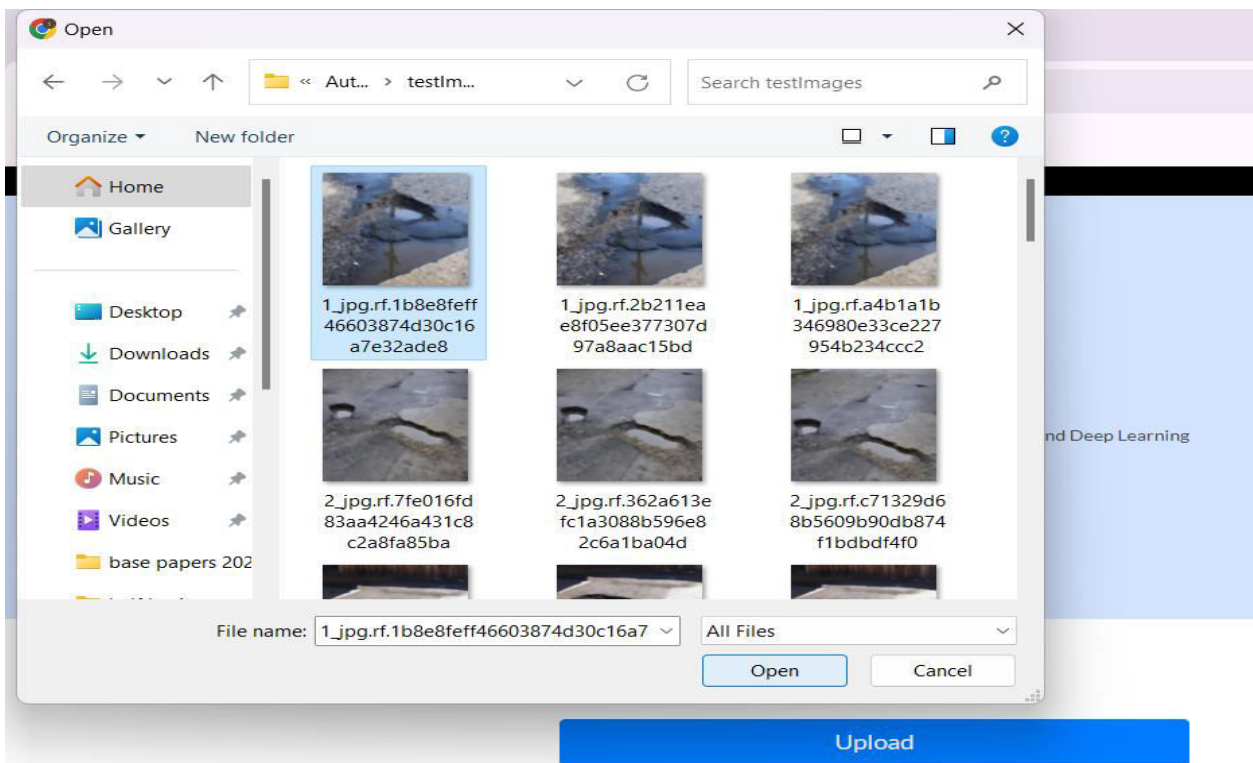 Open
« Aut... > testIm...
Search testImages
Organize
New folder
Home
Gallery
Desktop
Downloads
Documents
Pictures
Music
Videos
base papers 202
1_jpg.rf.1b8e8feff
46603874d30c16
a7e32ade8
1_jpg.rf.2b211ea
e8f05ee377307d
97a8aac15bd
1_jpg.rf.a4b1a1b
346980e33ce227
954b234ccc2
2_jpg.rf.7fe016fd
83aa4246a431c8
c2a8fa85ba
2_jpg.rf.362a613e
fc1a3088b596e8
2c6a1ba04d
2_jpg.rf.c71329d6
8b5609b90db874
f1bdbdf4f0
nd Deep Learning
File name: 1_jpg.rf.1b8e8feff46603874d30c16a7
All Files
Open
Cancel
Upload